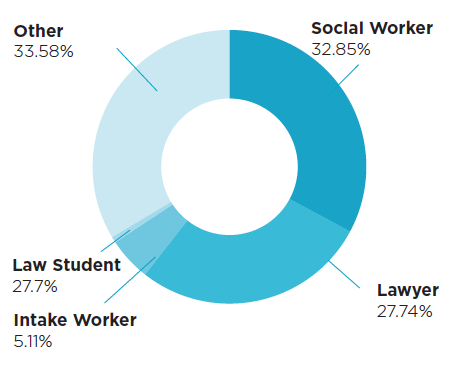 Other
33.58%
Social Worker
32.85%
Law Student
27.7%
Lawyer
27.74%
Intake Worker
5.11%